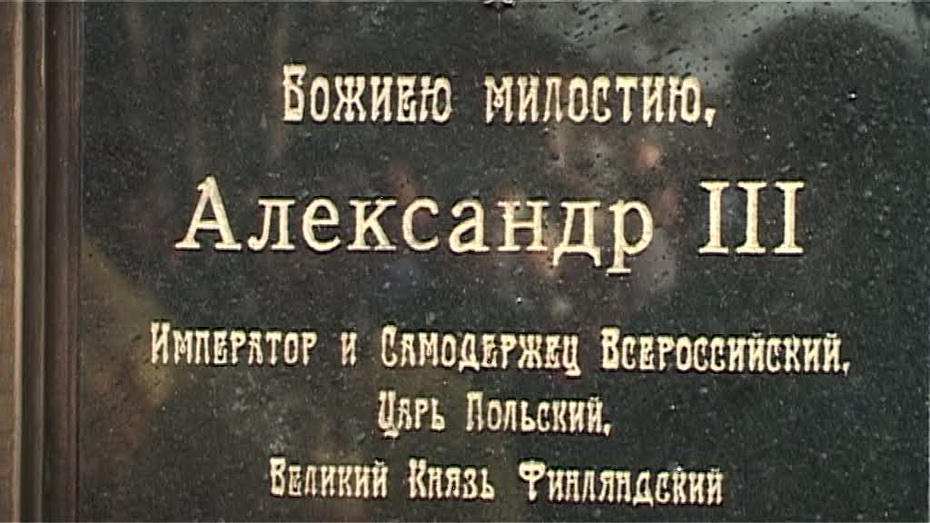 Божиею милостию,
Александр III
Император и Самодержец Всероссийский,
Царь Польский,
Великий Князь Финляндский